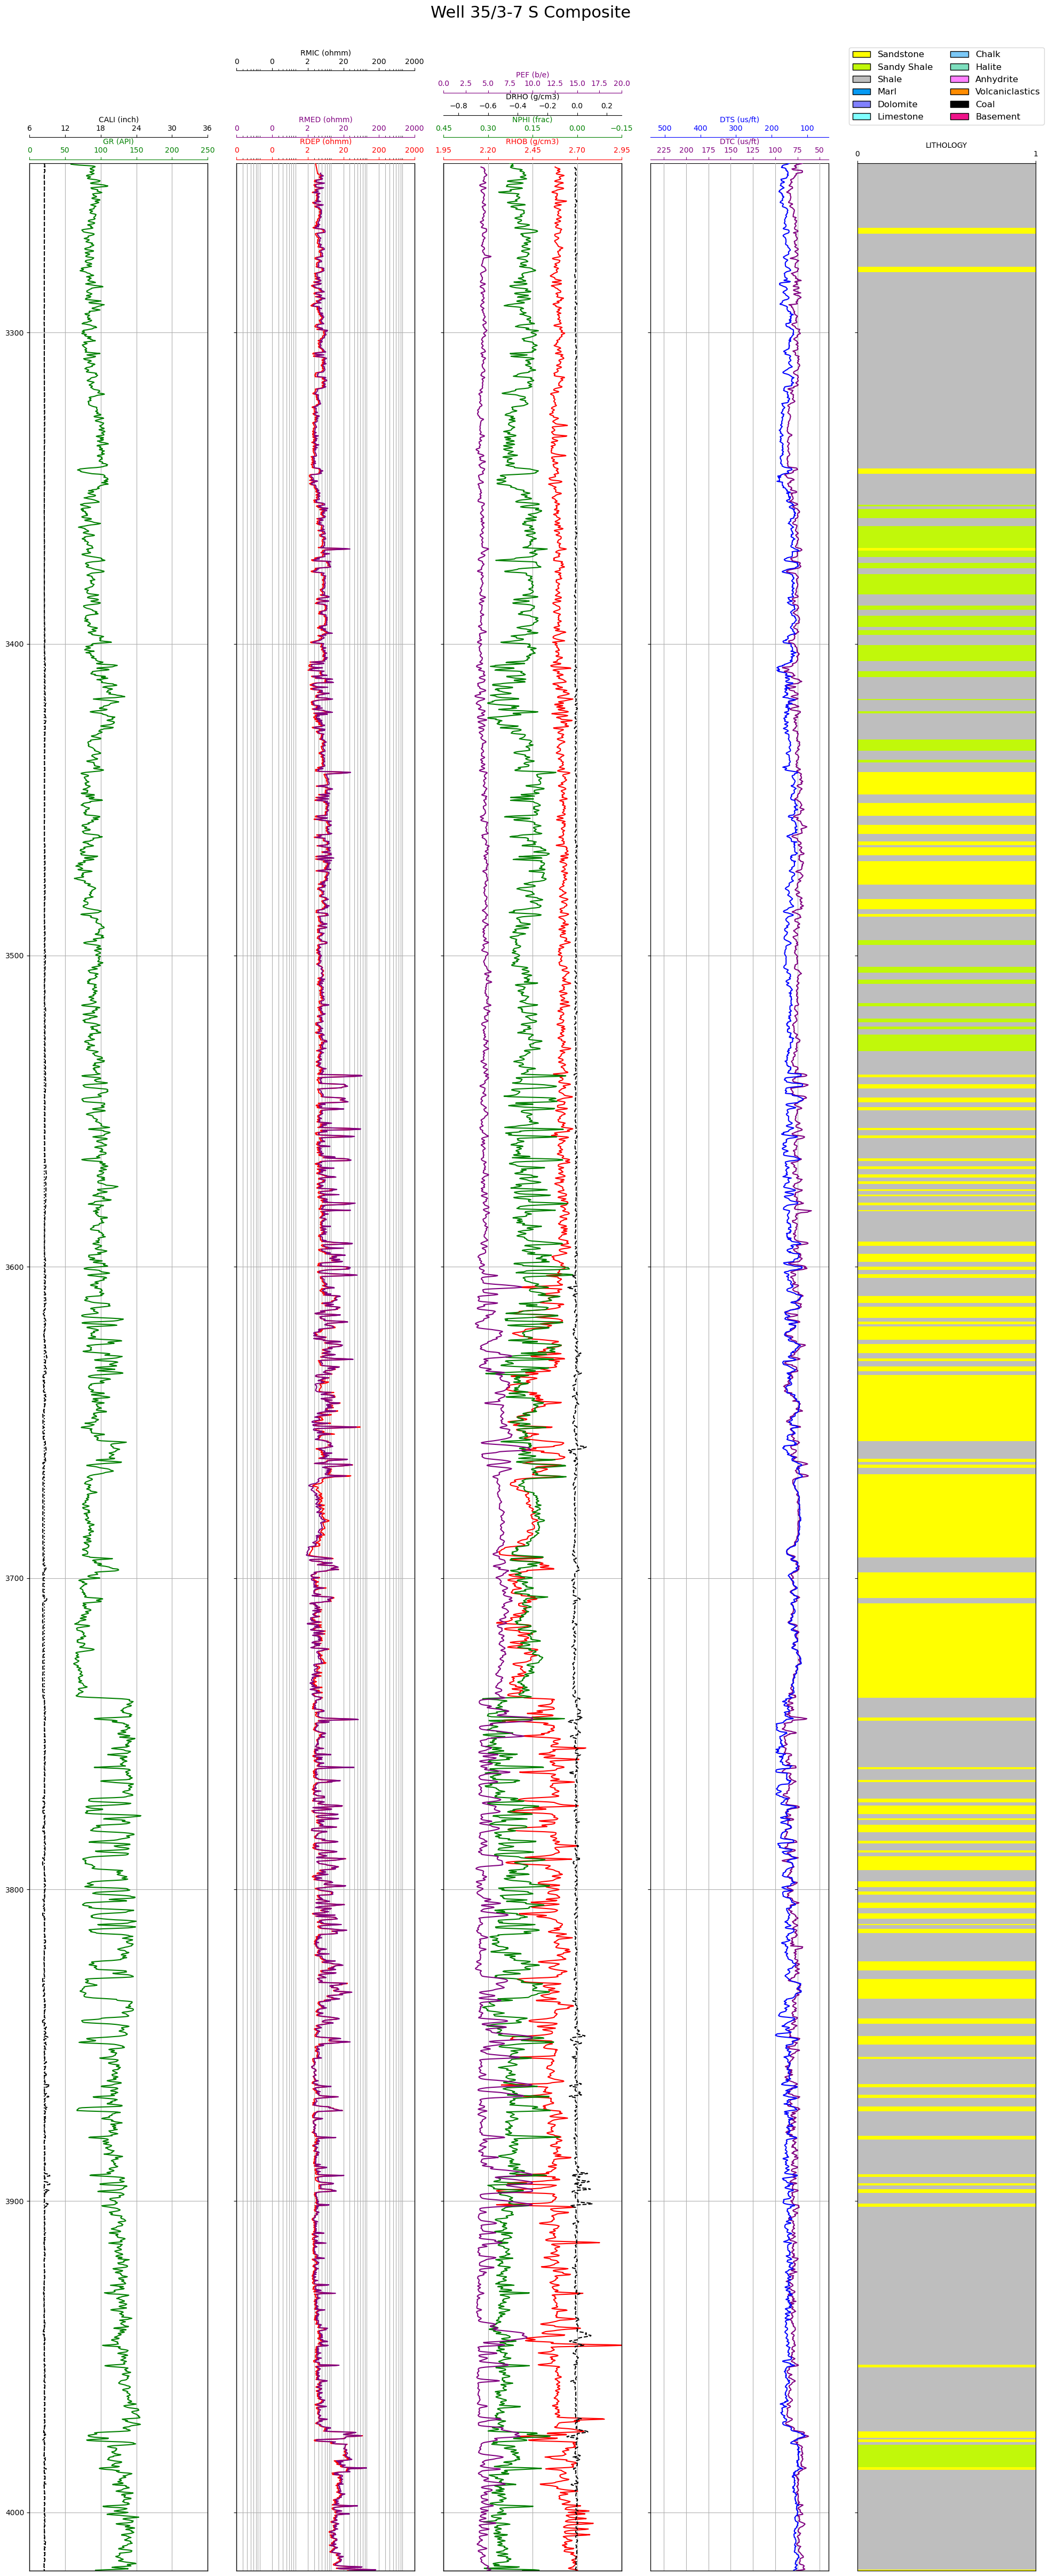 Well 35/3-7 S Composite
RMIC (ohmm)
0 0 2 20 200 2000
Sandstone Chalk
Sandy Shale Halite
Shale Anhydrite
Marl Volcaniclastics
Dolomite Coal
Limestone Basement
PEF (b/e)
0.0 2.5 5.0 7.5 10.0 12.5 15.0 17.5 20.0
DRHO (g/cm3)
−0.8 −0.6 −0.4 −0.2 0.0 0.2
CALI (inch) RMED (ohmm) NPHI (frac) DTS (us/ft)
6 12 18 24 30 36 0 0 2 20 200 2000 0.45 0.30 0.15 0.00 −0.15 500 400 300 200 100
GR (API) RDEP (ohmm) RHOB (g/cm3) DTC (us/ft) LITHOLOGY
0 50 100 150 200 250 0 0 2 20 200 2000 1.95 2.20 2.45 2.70 2.95 225 200 175 150 125 100 75 50 0 1
3300
3400
3500
3600
3700
3800
3900
4000